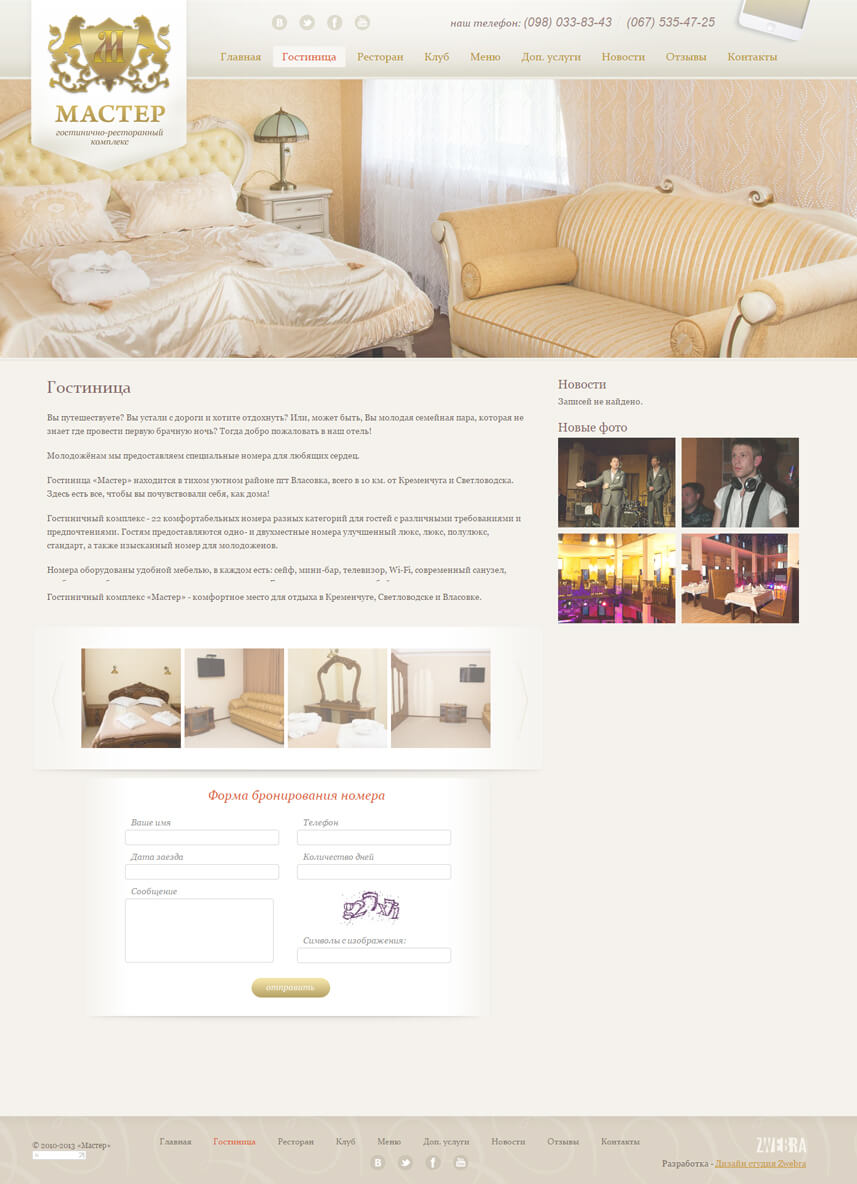 М
МАСТЕР
гостинично-ресторанный
комплекс
наш телефон: (098) 033-83-43 (067) 535-47-25
Главная Гостиница Ресторан Клуб Меню Доп. услуги Новости Отзывы Контакты
Гостиница
Вы путешествуете? Вы устали с дороги и хотите отдохнуть? Или, может быть, Вы молодая семейная пара, которая не
знает где провести первую брачную ночь? Тогда добро пожаловать в наш отель!
Молодожёнам мы предоставляем специальные номера для любящих сердец.
Гостиница «Мастер» находится в тихом уютном районе пгт Власовка, всего в 10 км. от Кременчуга и Светловодска.
Здесь есть все, чтобы вы почувствовали себя, как дома!
Гостиничный комплекс - 22 комфортабельных номера разных категорий для гостей с различными требованиями и
предпочтениями. Гостям предоставляются одно- и двухместные номера улучшенный люкс, люкс, полулюкс,
стандарт, а также изысканный номер для молодоженов.
Номера оборудованы удобной мебелью, в каждом есть: сейф, мини-бар, телевизор, Wi-Fi, современный санузел,
Гостиничный комплекс «Мастер» - комфортное место для отдыха в Кременчуге, Светловодске и Власовке.
Новости
Записей не найдено.
Новые фото
Форма бронирования номера
Ваше имя Телефон
Дата заезда Количество дней
Сообщение
Символы с изображения:
отправить
© 2010-2013 «Мастер»
Главная Гостиница Ресторан Клуб Меню Доп. услуги Новости Отзывы Контакты
ZWEBRA
Разработка - Дизайн студия Zwebra